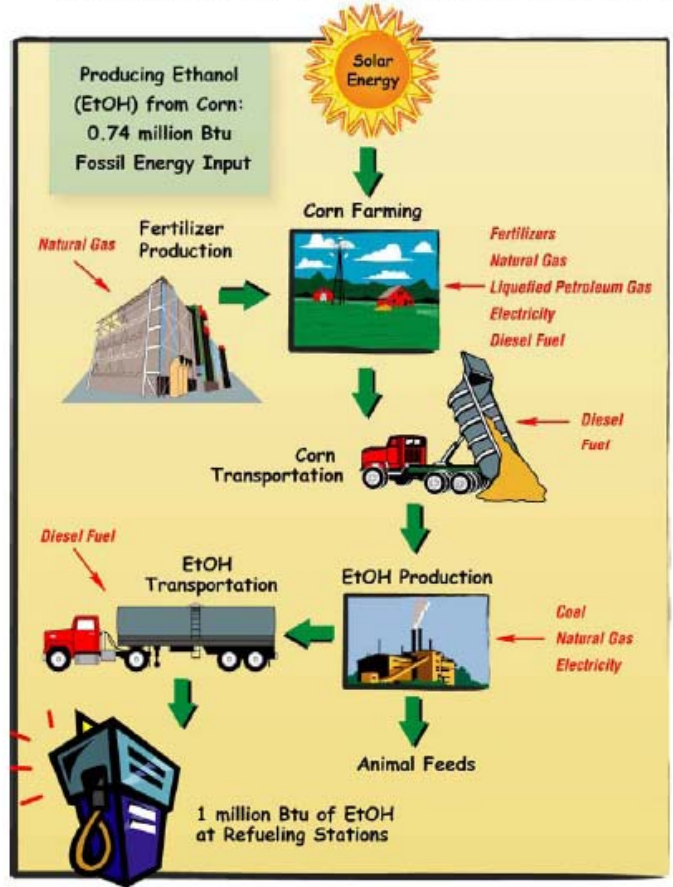 Producing Ethanol
(EtOH) from Corn:
0.74 million Btu
Fossil Energy Input
Solar
Energy
Corn Farming
Fertilizer
Production
Natural Gas
Fertilizers
Natural Gas
Liquefied Petroleum Gas
Electricity
Diesel Fuel
Corn
Transportation
Diesel
Fuel
Diesel Fuel
EtOH
Transportation
EtOH Production
Coal
Natural Gas
Electricity
Animal Feeds
1 million Btu of EtOH
at Refueling Stations